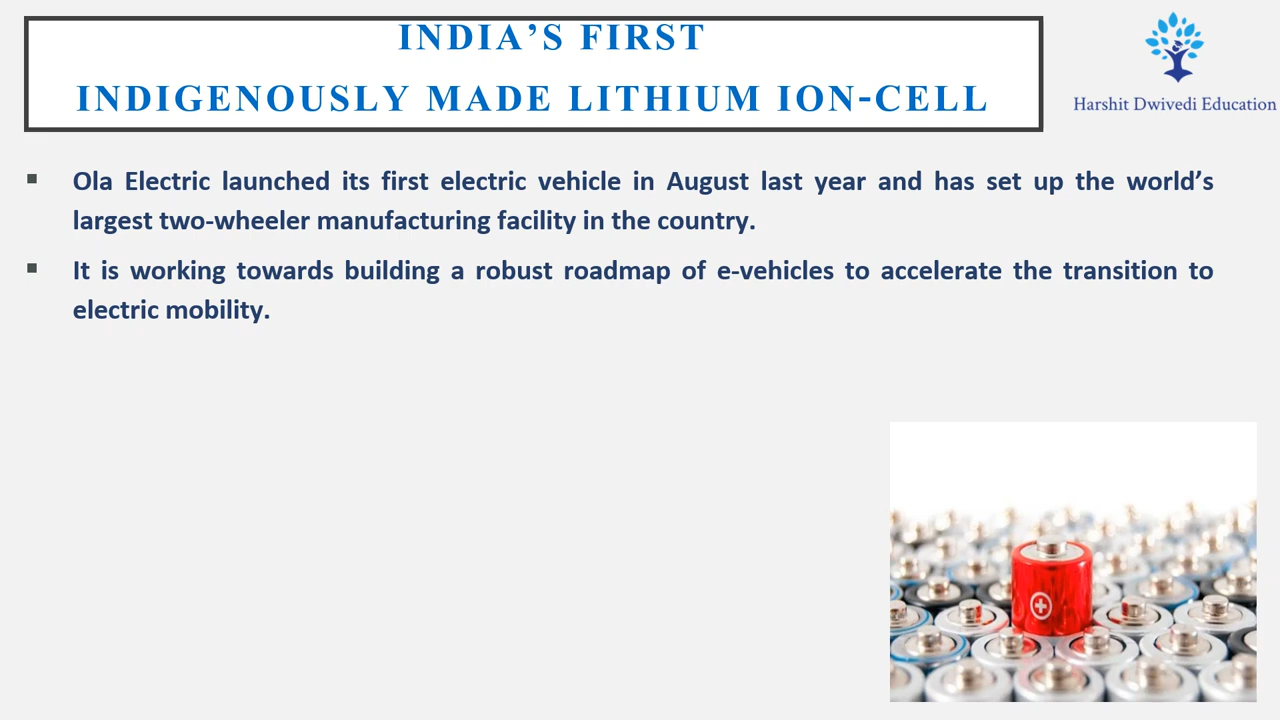 INDIA’S FIRST
INDIGENOUSLY MADE LITHIUM ION-CELL
Harshit Dwivedi Education
▪ Ola Electric launched its first electric vehicle in August last year and has set up the world’s
largest two-wheeler manufacturing facility in the country.
▪ It is working towards building a robust roadmap of e-vehicles to accelerate the transition to
electric mobility.